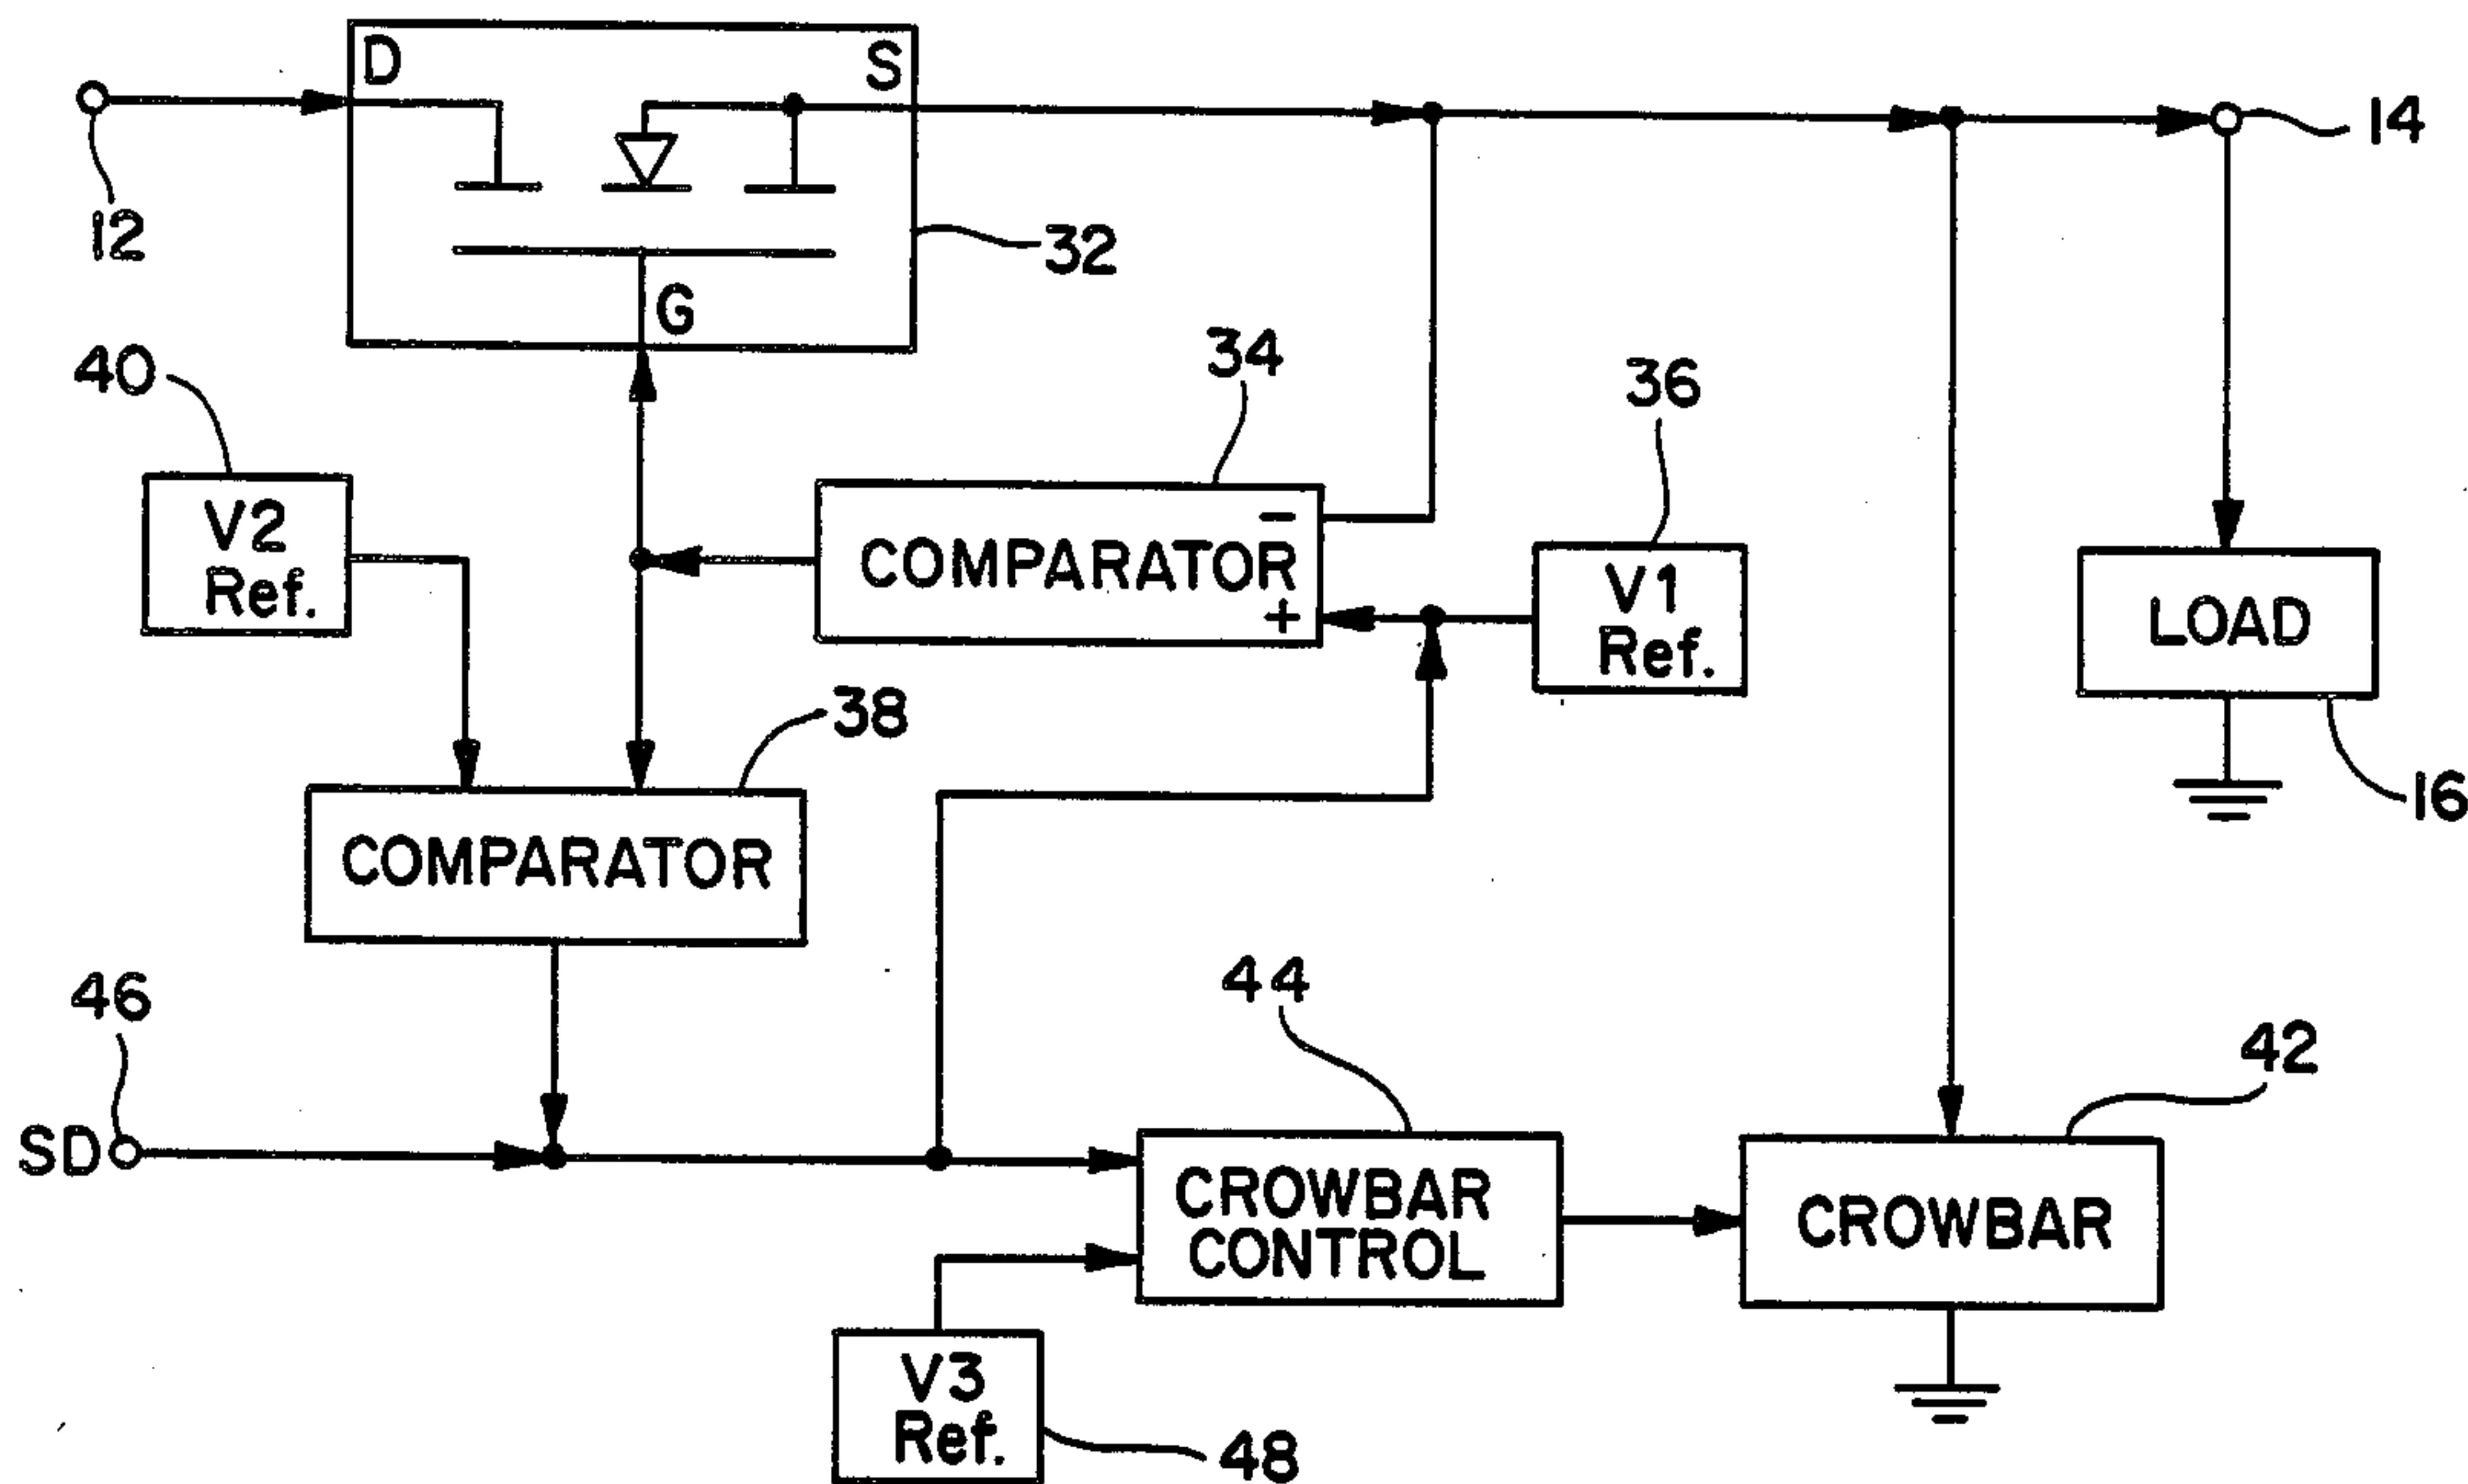 D
S
14
12
32
G
40
34
36
V2
Ref.
COMPARATOR
-
+
V1
Ref.
LOAD
38
16
COMPARATOR
46
44
42
SD
CROWBAR
CONTROL
CROWBAR
V3
Ref.
48